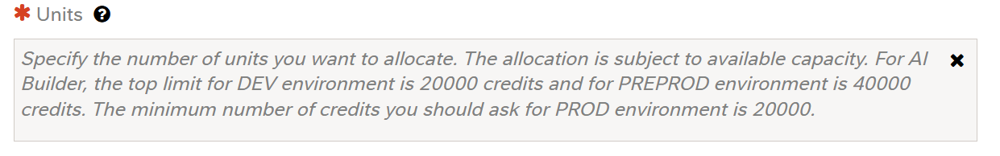 * Units ?
Specify the number of units you want to allocate. The allocation is subject to available capacity. For AI
Builder, the top limit for DEV environment is 20000 credits and for PREPROD environment is 40000
credits. The minimum number of credits you should ask for PROD environment is 20000.